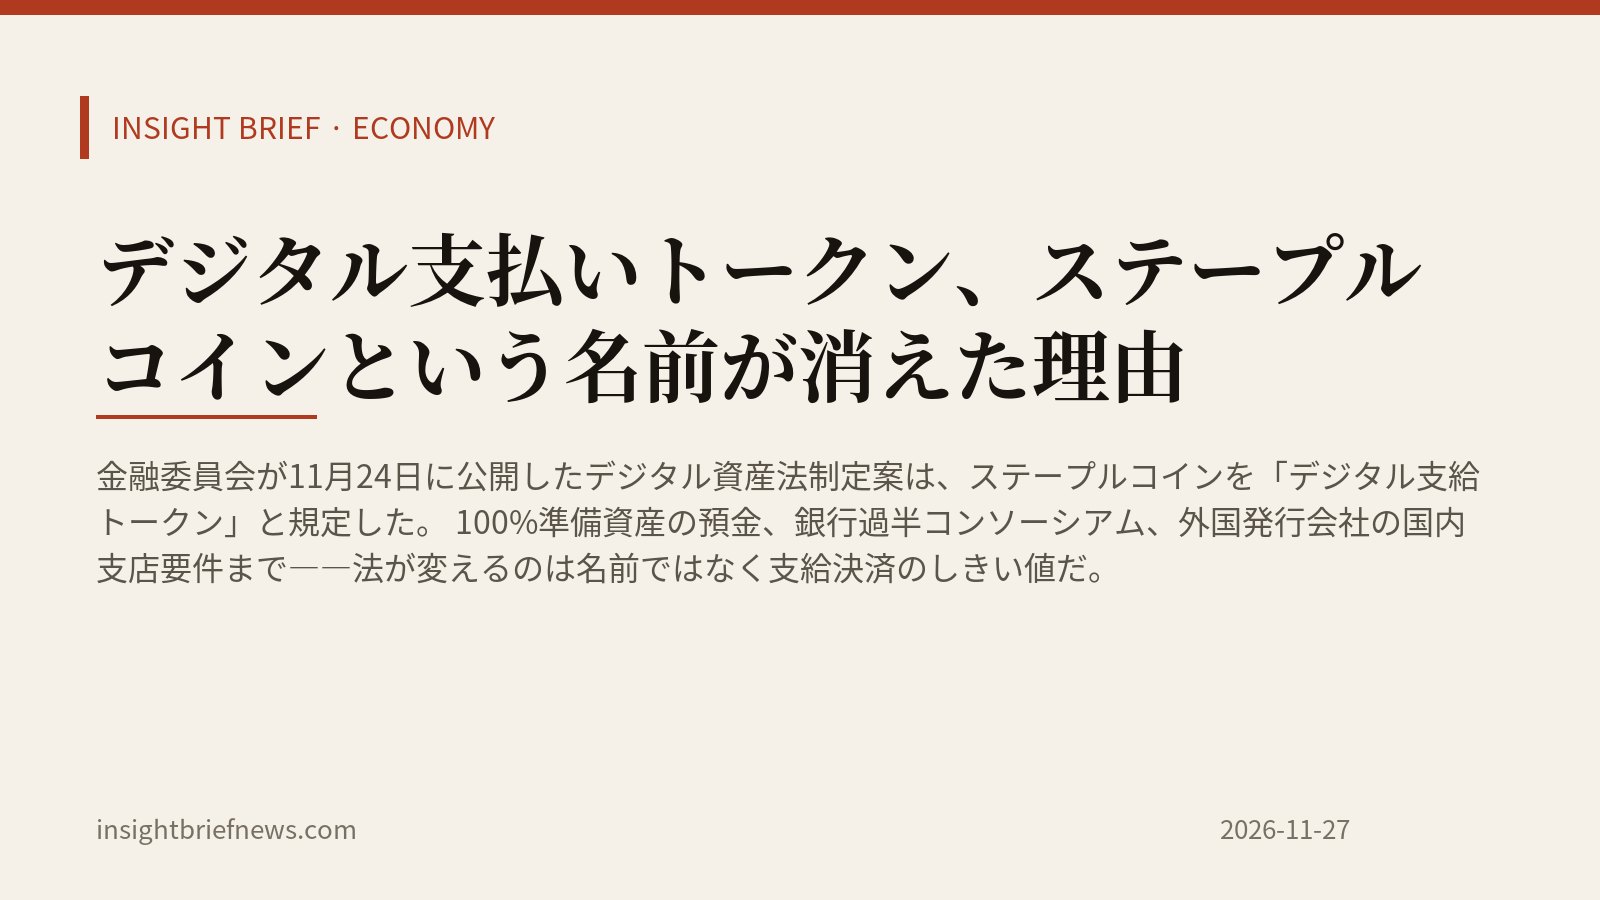 INSIGHT BRIEF · ECONOMY
デジタル支払いトークン、ステープル
コインという名前が消えた理由
金融委員会が11月24日に公開したデジタル資産法制定案は、ステープルコインを「デジタル支給
トークン」と規定した。 100%準備資産の預金、銀行過半コンソーシアム、外国発行会社の国内
支店要件まで――法が変えるのは名前ではなく支給決済のしきい値だ。
insightbriefnews.com
2026-11-27